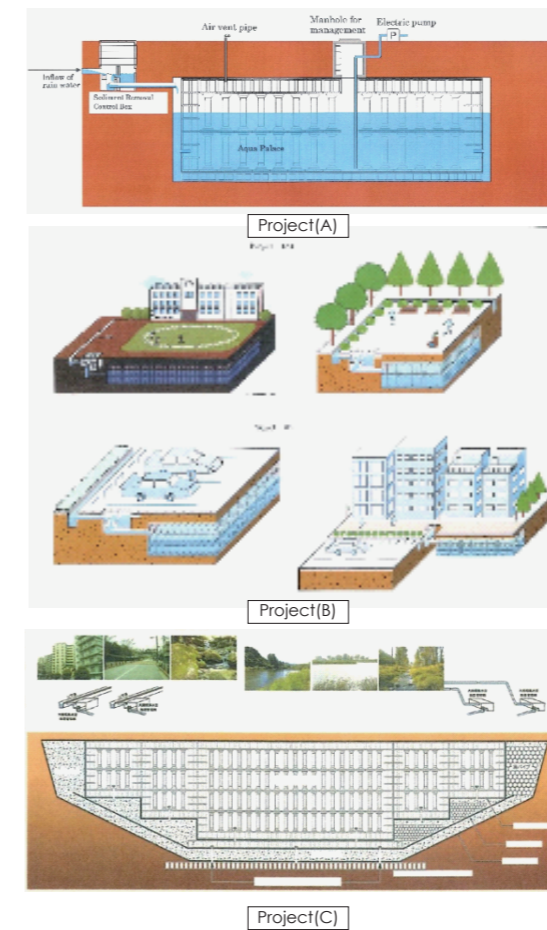 Air vent pipe
Manhole for
management
Electric pump
P
Inflow of
rain water
Sediment Removal
Control Box
Aqua Palace
Project(A)
Project(B)
Project(C)